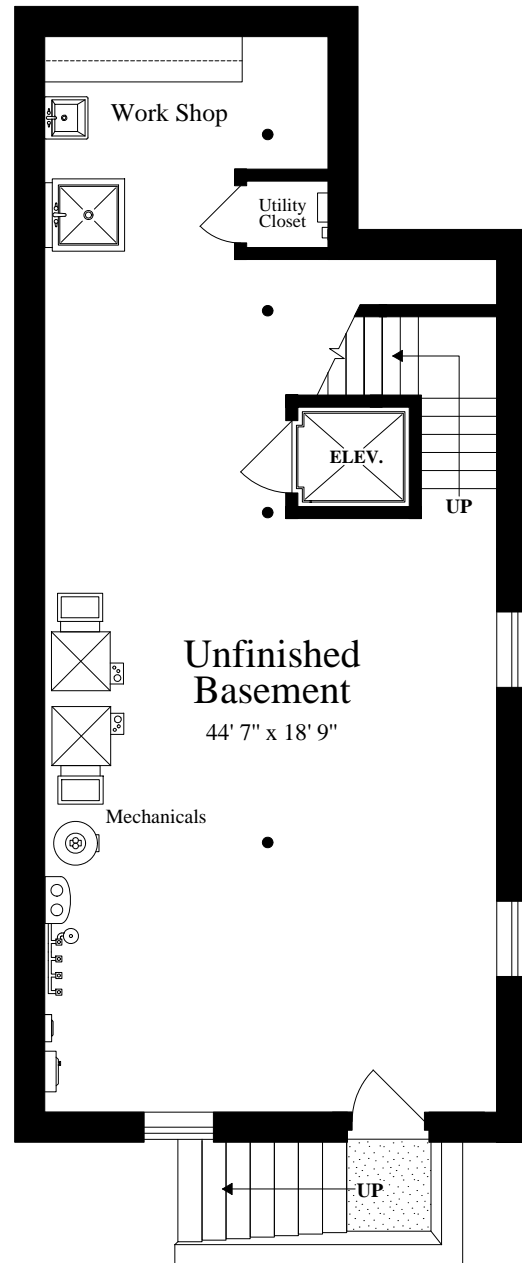 Work Shop
Utility
Closet
ELEV.
UP
Unfinished
Basement
44' 7" x 18' 9"
Mechanicals
UP